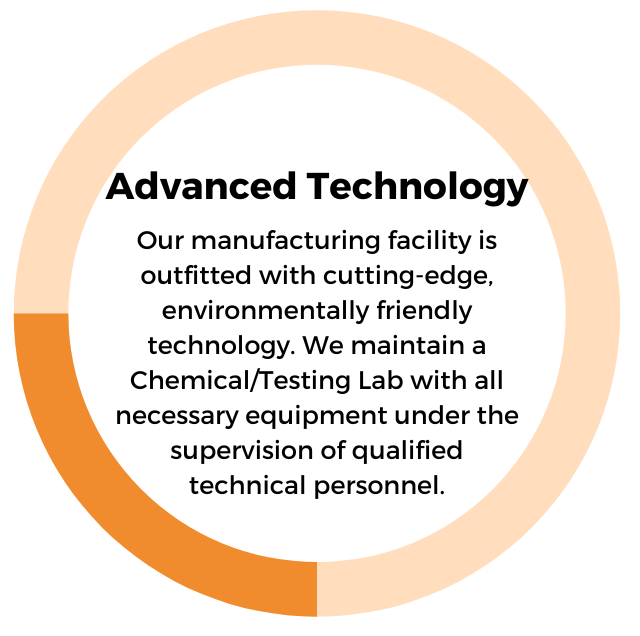 Advanced Technology
Our manufacturing facility is
outfitted with cutting-edge,
environmentally friendly
technology. We maintain a
Chemical/Testing Lab with all
necessary equipment under the
supervision of qualified
technical personnel.